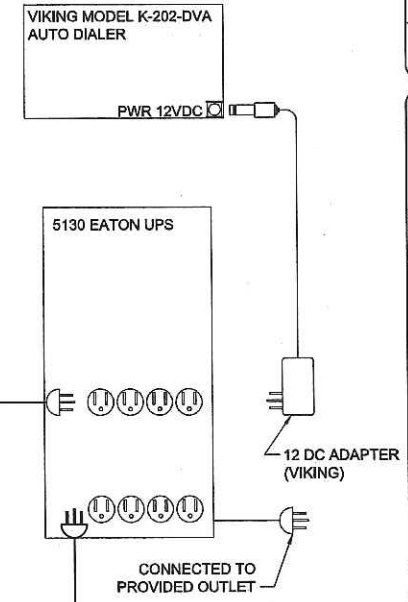 VIKING MODEL K-202-DVA
AUTO DIALER
PWR 12VDC
5130 EATON UPS
12 DC ADAPTER
(VIKING)
CONNECTED TO
PROVIDED OUTLET